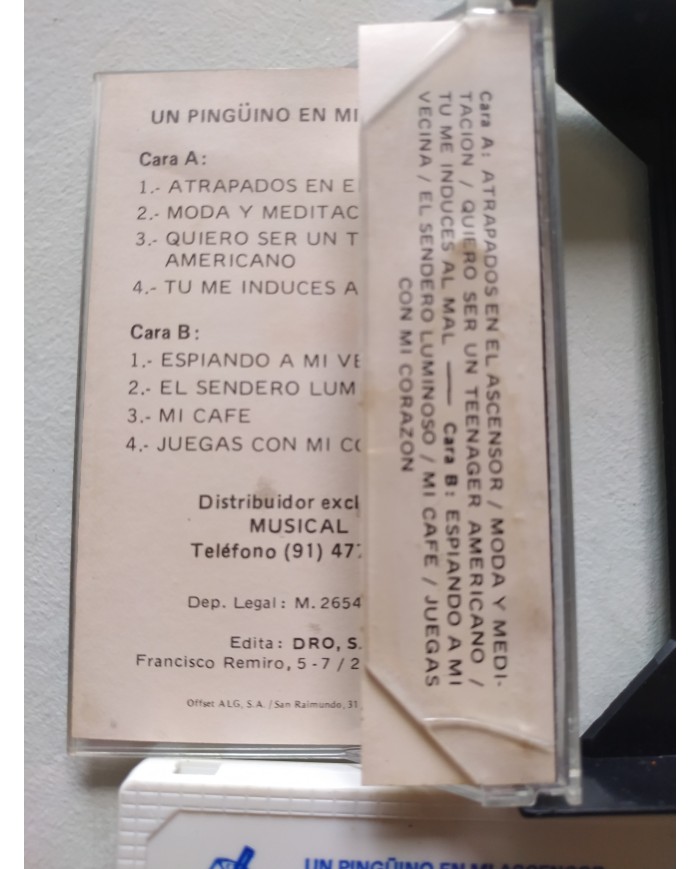 UN PINGÜINO EN MI
Cara A:
1.- ATRAPADOS EN E
2.- MODA Y MEDITAC
3.- QUIERO SER UN T
AMERICANO
4.- TU ME INDUCES A
Cara B:
1.- ESPIANDO A MI VE
2.- EL SENDERO LUM
3.- MI CAFE
4.- JUEGAS CON MI CO
Distribuidor excl
MUSICAL
Teléfono (91) 477
Dep. Legal: M. 2654
Edita: DRO, S.
Francisco Remiro, 5 - 7 / 2
Offset ALG, S.A. / San Raimundo, 31,
Cara A: ATRAPADOS EN EL ASCENSOR / MODA Y MEDI-
TACION / QUIERO SER UN TEENAGER AMERICANO /
TU ME INDUCES AL MAL —— Cara B: ESPIANDO A MI
VECINA / EL SENDERO LUMINOSO / MI CAFE / JUEGAS
CON MI CORAZON
UN PINGÜINO EN MI ASCENSOR